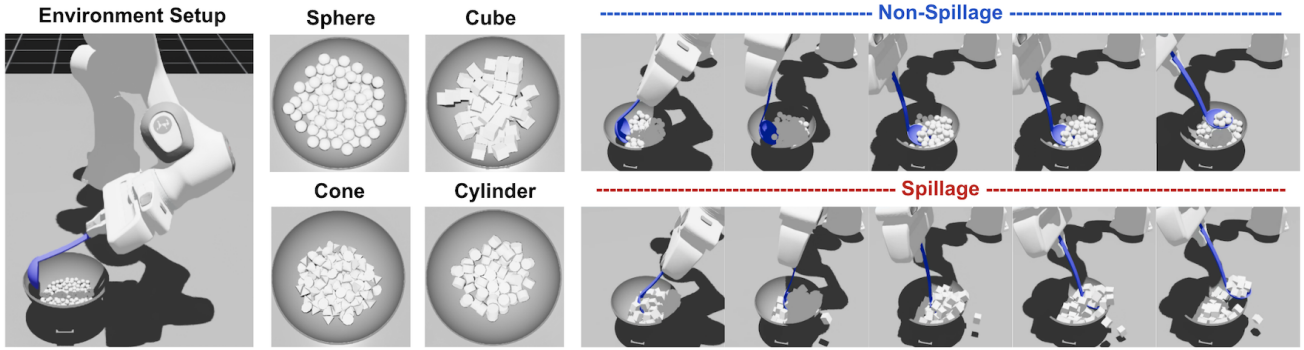 Environment Setup
Sphere
Cube
Non-Spillage
Cone
Cylinder
Spillage